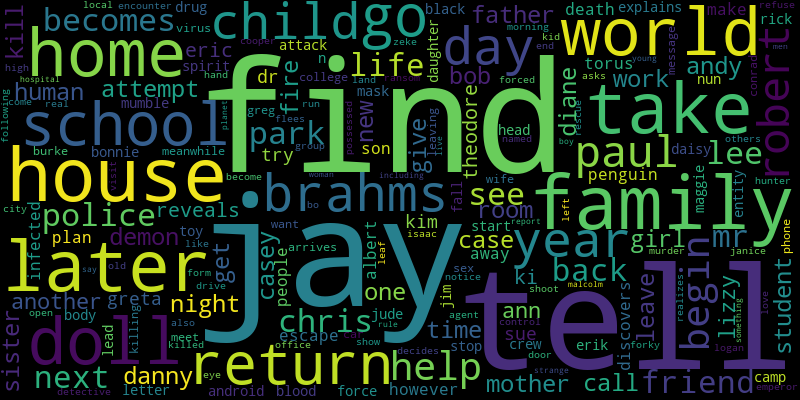 kill
local
becomes
virus
drug
encounter
child
go
father
death
explains
black
make
rick
emperor
high
home
eric
spirit
attack
cooper
zeke
life
day
daughter
morning
end
kid
world
message
andy
refuse
men
human
attempt
hand
dr
fire
n
college
mask
land
ransom
bob
forced
torus
work
nun
conrad
robert
following
school
mumble
greg
flees
run
group
new
son
possessed
head
named
theodore
diane
rescue
asks
boy
take
young
others
burke
bonnie
meanwhile
park
try
give
leaving
live
fall
find
paul
daisy
lee
become
visit
planet
woman
including
wife
penguin
maggie
entity
hunter
house
brahms
bo
see
room
family
left
city
police
reveals
want
kim
isaac
start
report
case
year
girl
mr
murder
janice
phone
infected
plan
demon
toy
like
get
casey
people
arrives
albert
leaf
jay
tell
away
sex
notice
shoot
ki
back
malcolm
discovers
leave
realizes
begin
lizzy
something
love
student
later
say
old
form
drive
another
greta
night
one
jim
agent
control
ann
sue
crew
door
erik
forky
logan
sister
open
doll
lead
killing
also
meet
killed
chris
jude
rule
office
car
show
escape
time
stop
decides
next
danny
return
help
friend
camp
detective
hospital
letter
android
eye
blood
force
however
mother
strange
call